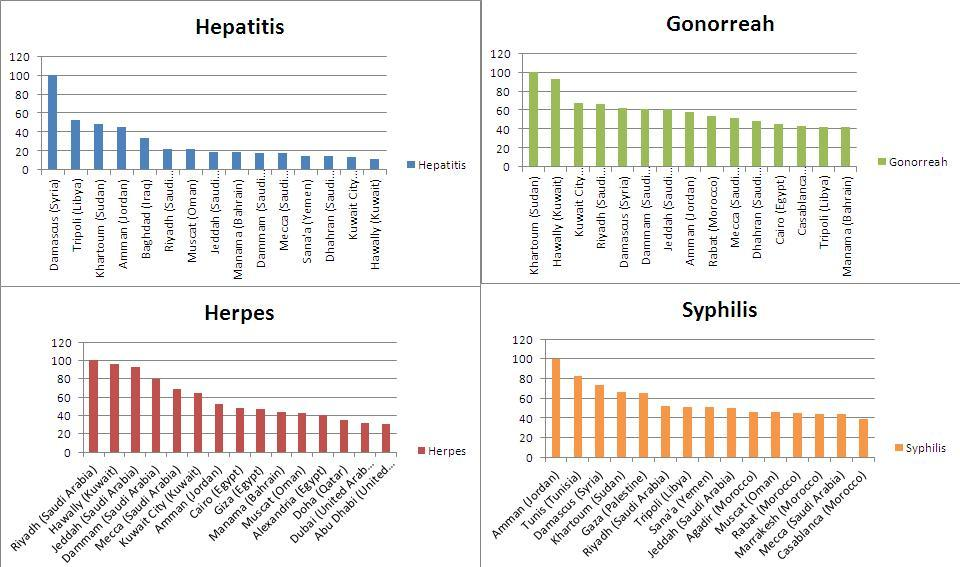 Hepatitis
120
100
80
60
40
20
0
Damascus (Syria)
Tripoli (Libya)
Khartoum (Sudan)
Amman (Jordan)
Baghdad (Iraq)
Riyadh (Saudi...
Muscat (Oman)
Jeddah (Saudi...
Manama (Bahrain)
Dammam (Saudi...
Mecca (Saudi...
Sana'a (Yemen)
Dhahran (Saudi...
Kuwait City...
Hawally (Kuwait)
Hepatitis
Gonorreah
120
100
80
60
40
20
0
Khartoum (Sudan)
Hawally (Kuwait)
Kuwait City...
Riyadh (Saudi...
Damascus (Syria)
Dammam (Saudi...
Jeddah (Saudi...
Amman (Jordan)
Rabat (Morocco)
Mecca (Saudi...
Dhahran (Saudi...
Cairo (Egypt)
Casablanca...
Tripoli (Libya)
Manama (Bahrain)
Gonorreah
Herpes
120
100
80
60
40
20
0
Riyadh (Saudi Arabia)
Hawally (Kuwait)
Jeddah (Saudi Arabia)
Dammam (Saudi Arabia)
Mecca (Saudi Arabia)
Kuwait City (Kuwait)
Amman (Jordan)
Cairo (Egypt)
Giza (Egypt)
Manama (Bahrain)
Muscat (Oman)
Alexandria (Egypt)
Doha (Qatar)
Dubai (United Arab...
Abu Dhabi (United...
Herpes
Syphilis
120
100
80
60
40
20
0
Amman (Jordan)
Tunis (Tunisia)
Damascus (Syria)
Khartoum (Sudan)
Gaza (Palestine)
Riyadh (Saudi Arabia)
Tripoli (Libya)
Sana'a (Yemen)
Jeddah (Saudi Arabia)
Agadir (Morocco)
Muscat (Oman)
Rabat (Morocco)
Marrakesh (Morocco)
Mecca (Saudi Arabia)
Casablanca (Morocco)
Syphilis